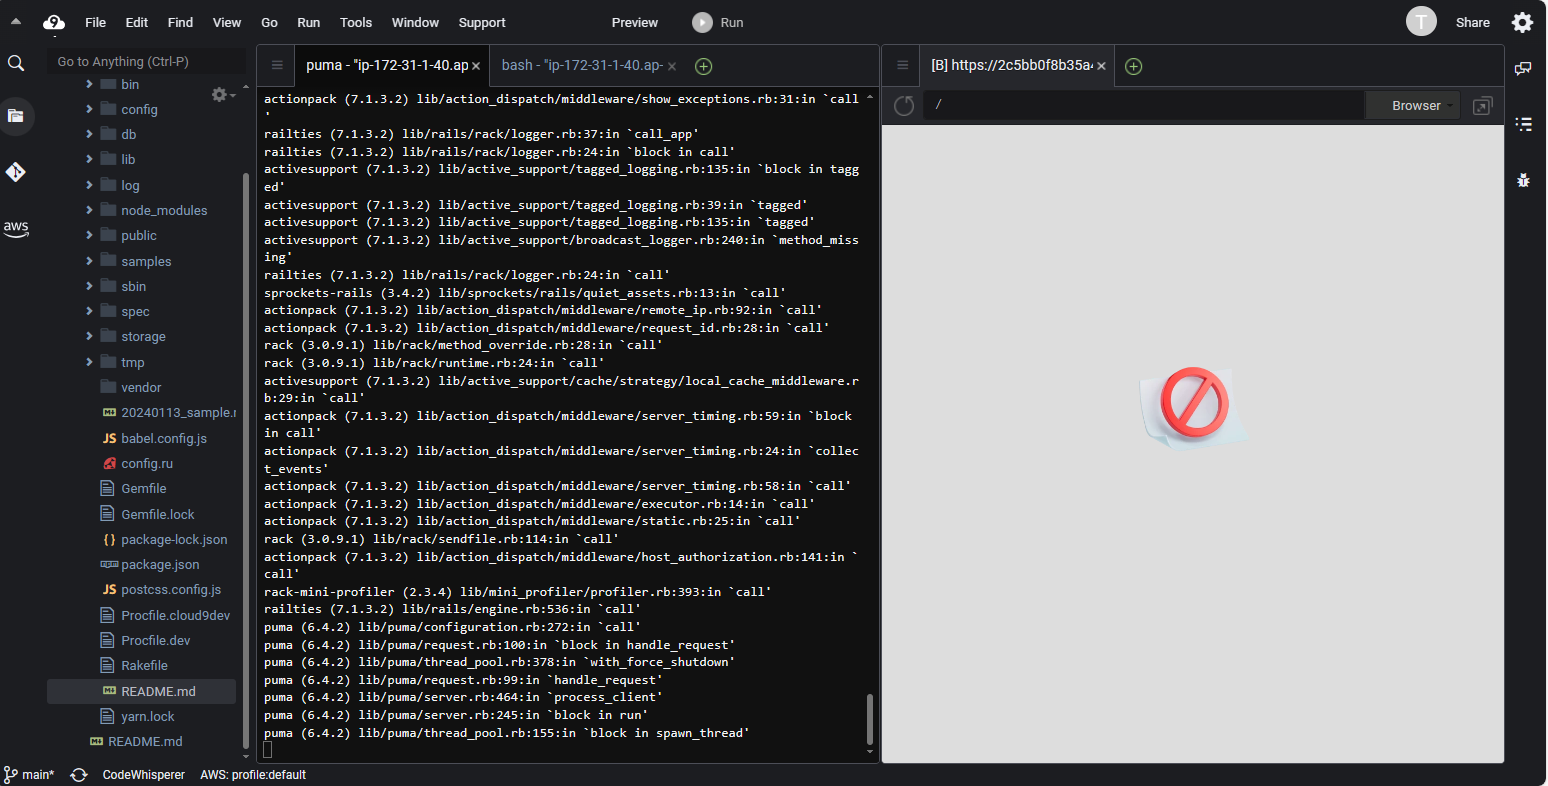 File Edit Find View Go Run Tools Window Support Preview Run T Share
Go to Anything (Ctrl-P)
bin
config
db
lib
log
node_modules
public
samples
sbin
spec
storage
tmp
vendor
20240113_sample.r
babel.config.js
config.ru
Gemfile
Gemfile.lock
package-lock.json
package.json
postcss.config.js
Procfile.cloud9dev
Procfile.dev
Rakefile
README.md
yarn.lock
README.md
aws
puma - "ip-172-31-1-40.ap
bash - "ip-172-31-1-40.ap-
actionpack (7.1.3.2) lib/action_dispatch/middleware/show_exceptions.rb:31:in `call
'
railties (7.1.3.2) lib/rails/rack/logger.rb:37:in `call_app'
railties (7.1.3.2) lib/rails/rack/logger.rb:24:in `block in call'
activesupport (7.1.3.2) lib/active_support/tagged_logging.rb:135:in `block in tagg
ed'
activesupport (7.1.3.2) lib/active_support/tagged_logging.rb:39:in `tagged'
activesupport (7.1.3.2) lib/active_support/tagged_logging.rb:135:in `tagged
activesupport (7.1.3.2) lib/active_support/broadcast_logger.rb:240:in `method_miss
ing'
railties (7.1.3.2) lib/rails/rack/logger.rb:24:in `call'
sprockets-rails (3.4.2) lib/sprockets/rails/quiet_assets.rb:13:in `call'
actionpack (7.1.3.2) lib/action_dispatch/middleware/remote_ip.rb:92:in `call'
actionpack (7.1.3.2) lib/action_dispatch/middleware/request_id.rb:28:in `call'
rack (3.0.9.1) lib/rack/method_override.rb:28:in `call'
rack (3.0.9.1) lib/rack/runtime.rb:24:in `call'
activesupport (7.1.3.2) lib/active_support/cache/strategy/local_cache_middleware.r
b:29:in `call'
actionpack (7.1.3.2) lib/action_dispatch/middleware/server_timing.rb:59:in `block
in call'
actionpack (7.1.3.2) lib/action_dispatch/middleware/server_timing.rb:24:in `collec
t_events'
actionpack (7.1.3.2) lib/action_dispatch/middleware/server_timing.rb:58:in `call'
actionpack (7.1.3.2) lib/action_dispatch/middleware/executor.rb:14:in `call'
actionpack (7.1.3.2) lib/action_dispatch/middleware/static.rb:25:in `call'
rack (3.0.9.1) lib/rack/sendfile.rb:114:in `call'
actionpack (7.1.3.2) lib/action_dispatch/middleware/host_authorization.rb:141:in `
call'
rack-mini-profiler (2.3.4) lib/mini_profiler/profiler.rb:393:in `call'
railties (7.1.3.2) lib/rails/engine.rb:536:in `call'
puma (6.4.2) lib/puma/configuration.rb:272:in `call'
puma (6.4.2) lib/puma/request.rb:100:in `block in handle_request'
puma (6.4.2) lib/puma/thread_pool.rb:378:in `with_force_shutdown'
puma (6.4.2) lib/puma/request.rb:99:in `handle_request'
puma (6.4.2) lib/puma/server.rb:464:in `process_client'
puma (6.4.2) lib/puma/server.rb:245:in `block in run'
puma (6.4.2) lib/puma/thread_pool.rb:155:in `block in spawn_thread'
[B] https://2c5bb0f8b35a4
/
Browser
main* CodeWhisperer AWS: profile:default